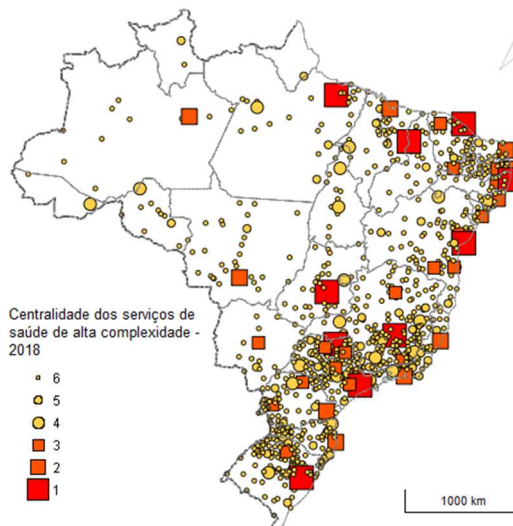 Centralidade dos serviços de
saúde de alta complexidade -
2018
6
5
4
3
2
1
1000 km